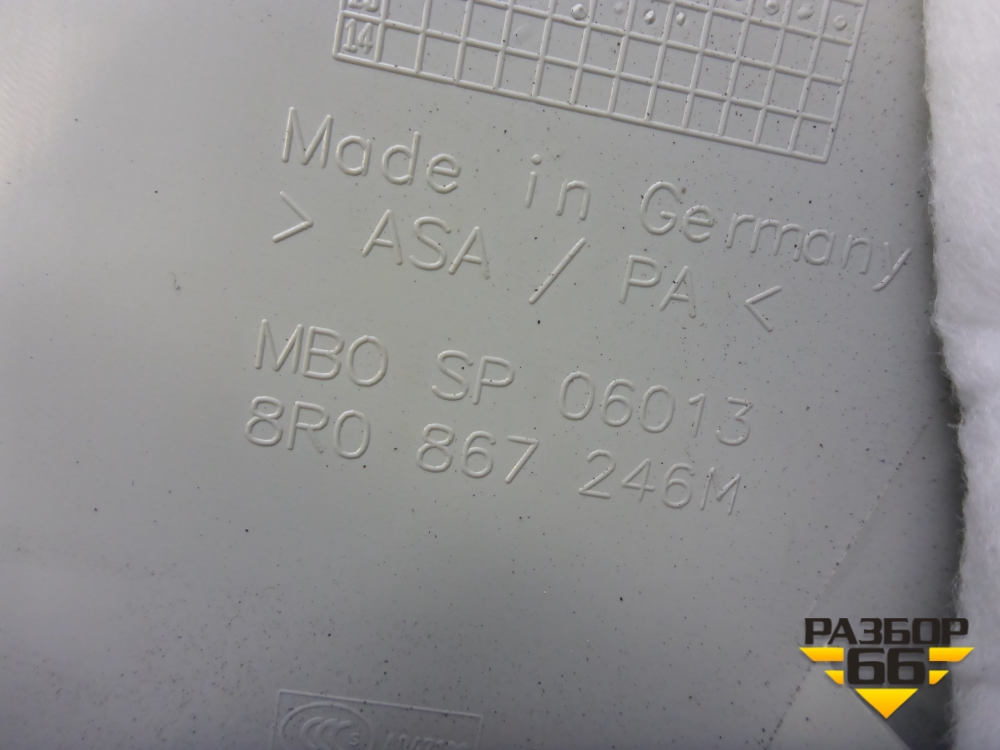 14
Made in Germany
> ASA / PA <
MBO SP 06013
8R0 867 246M
РАЗБОР
66